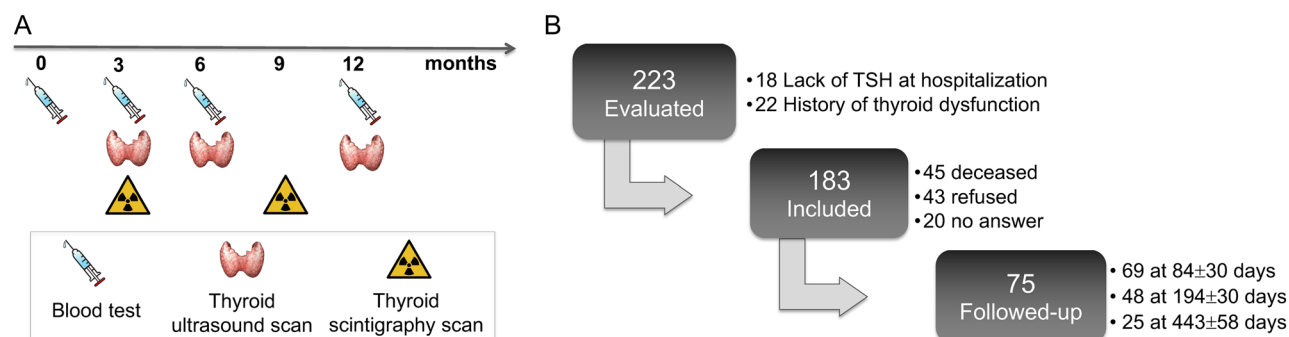 A
0 3 6 9 12 months
Blood test
Thyroid
ultrasound scan
Thyroid
scintigraphy scan
B
223
Evaluated
•18 Lack of TSH at hospitalization
•22 History of thyroid dysfunction
183
Included
•45 deceased
•43 refused
•20 no answer
75
Followed-up
• 69 at 84±30 days
• 48 at 194±30 days
• 25 at 443±58 days